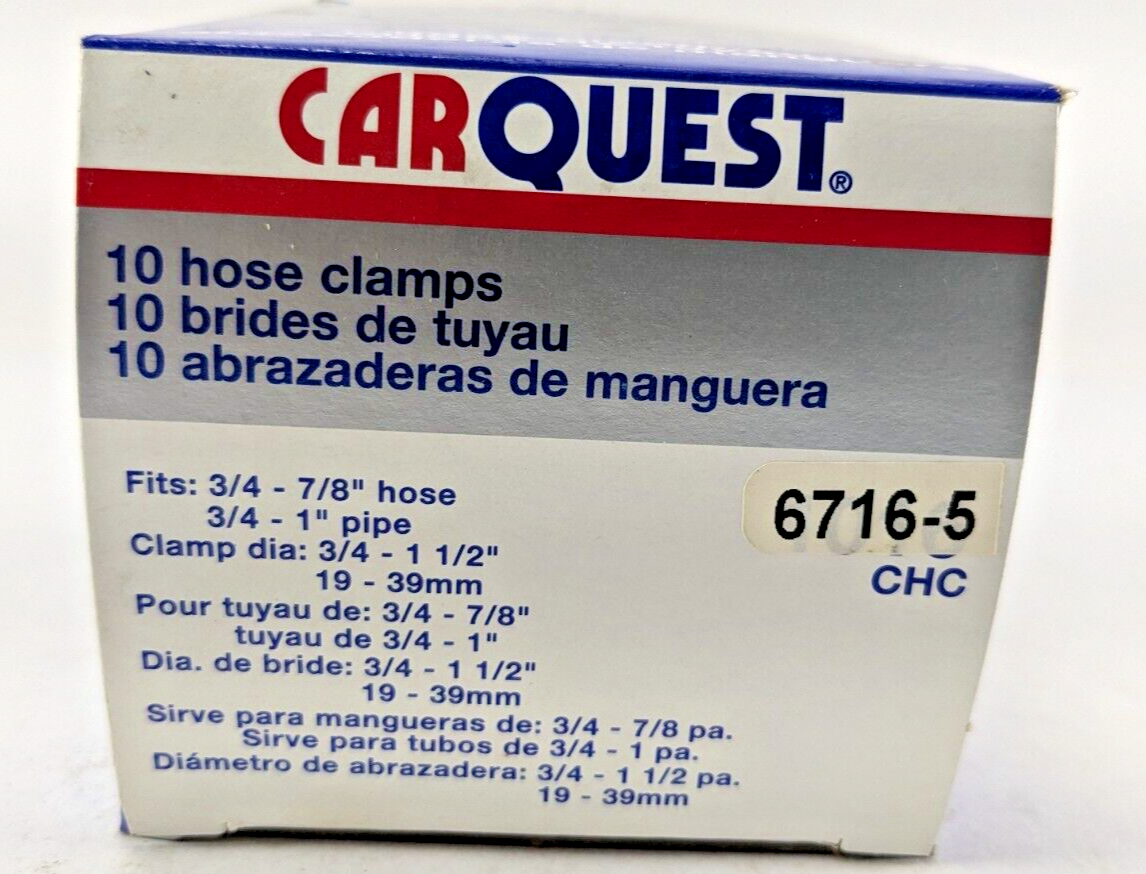 CARQUEST®
10 hose clamps
10 brides de tuyau
10 abrazaderas de manguera
Fits: 3/4 - 7/8" hose
3/4 - 1" pipe
Clamp dia: 3/4 - 1 1/2"
19 - 39mm
Pour tuyau de: 3/4 - 7/8"
tuyau de 3/4 - 1"
Dia. de bride: 3/4 - 1 1/2"
19 - 39mm
Sirve para mangueras de: 3/4 - 7/8 pa.
Sirve para tubos de 3/4 - 1 pa.
Diámetro de abrazadera: 3/4 - 1 1/2 pa.
19 - 39mm
6716-5
CHC